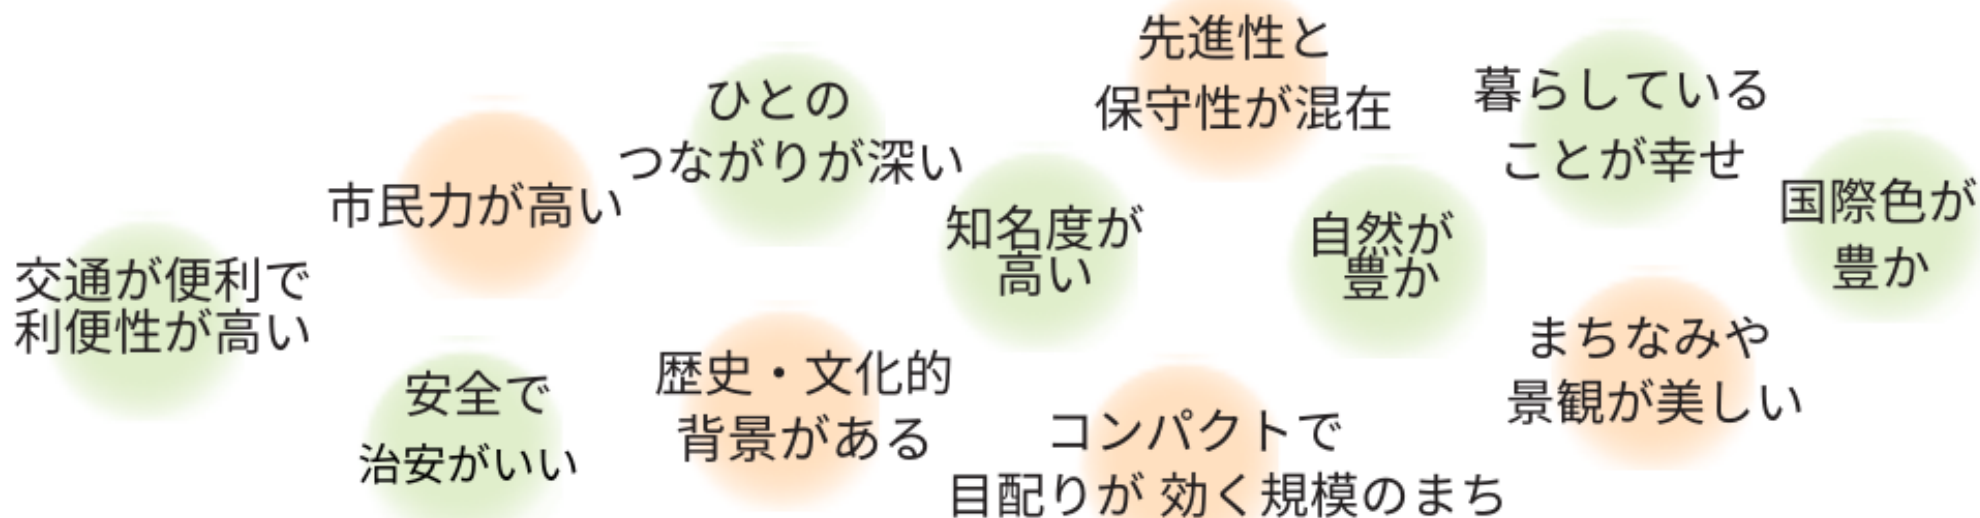 交通が便利で
利便性が高い
市民力が高い
安全で
治安がいい
ひとの
つながりが深い
歴史・文化的
背景がある
知名度が
高い
先進性と
保守性が混在
コンパクトで
目配りが 効く規模のまち
自然が
豊か
暮らしている
ことが幸せ
まちなみや
景観が美しい
国際色が
豊か